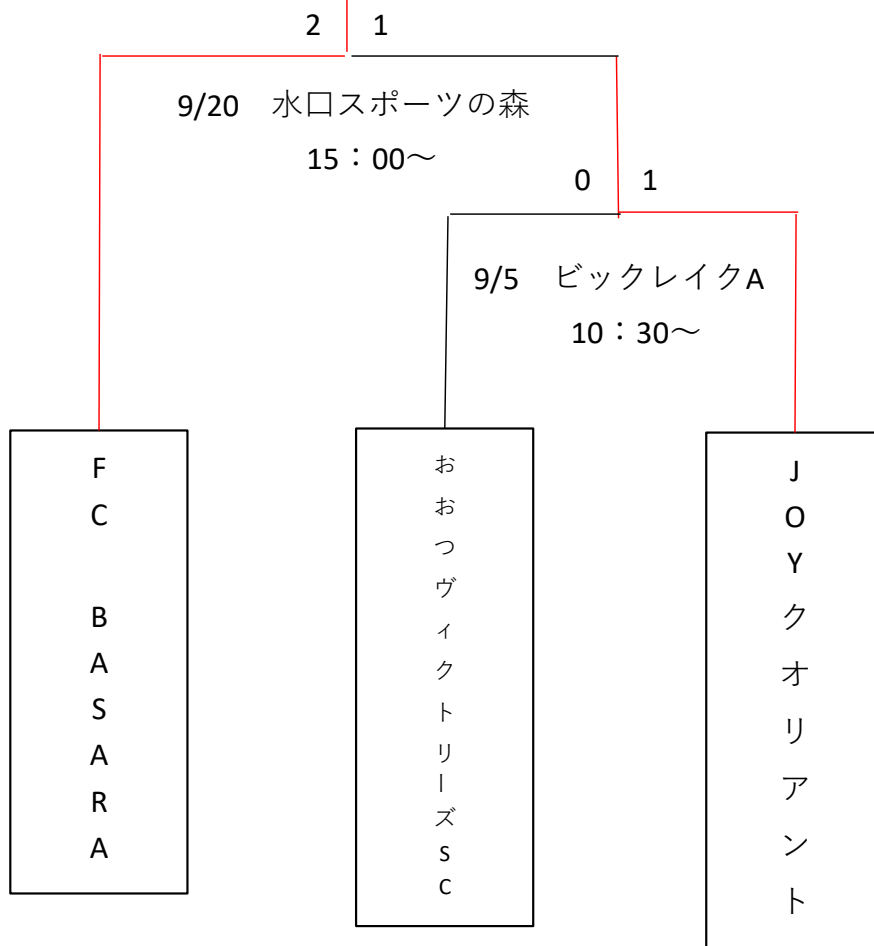 2 1
9/20　水口スポーツの森
15：00～
0 1
9/5　ビックレイクA
10：30～
FC BASARA
おおつヴィクトリーズSC
JOYクオリアント